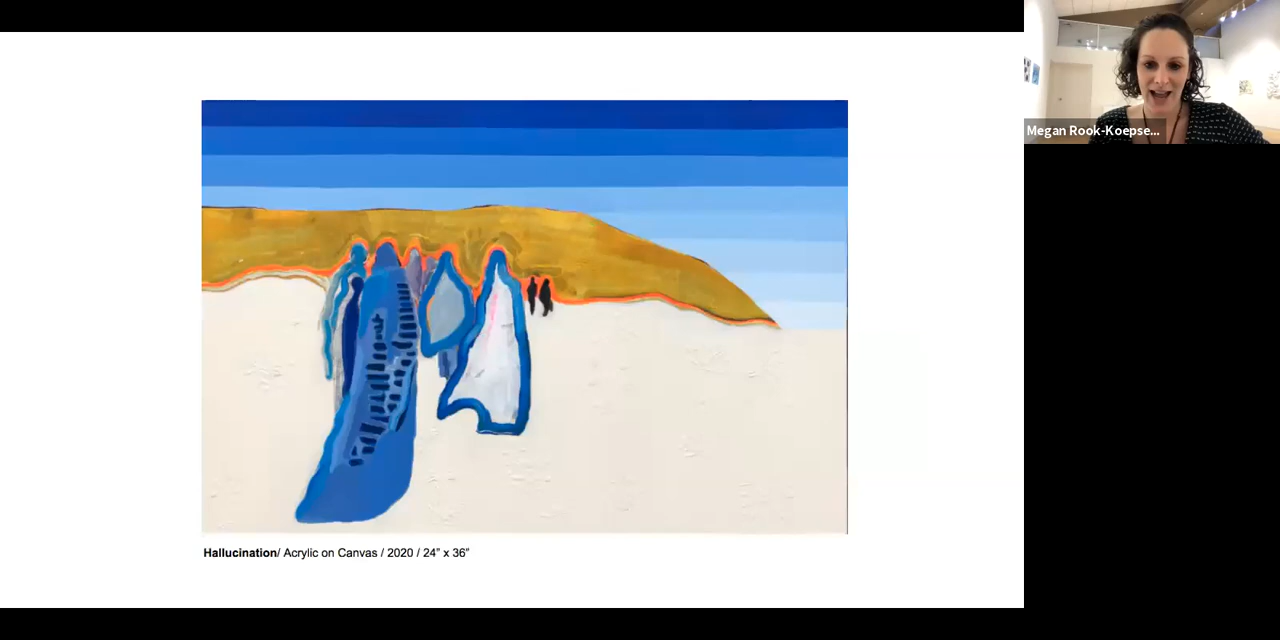 Megan Rook-Koepse...
Hallucination/ Acrylic on Canvas / 2020 / 24” x 36”